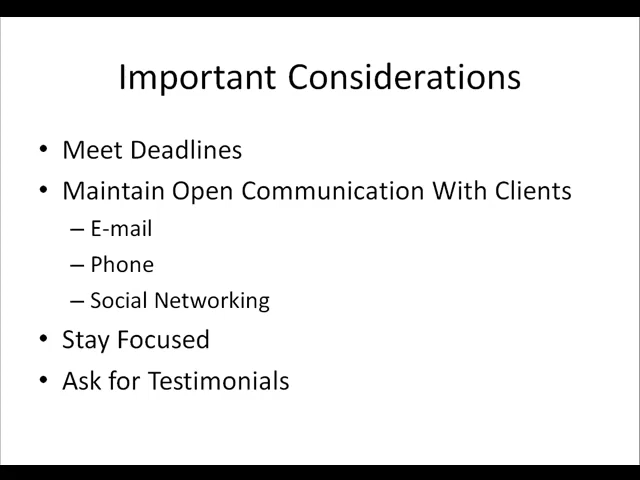 Important Considerations
• Meet Deadlines
• Maintain Open Communication With Clients
– E-mail
– Phone
– Social Networking
• Stay Focused
• Ask for Testimonials